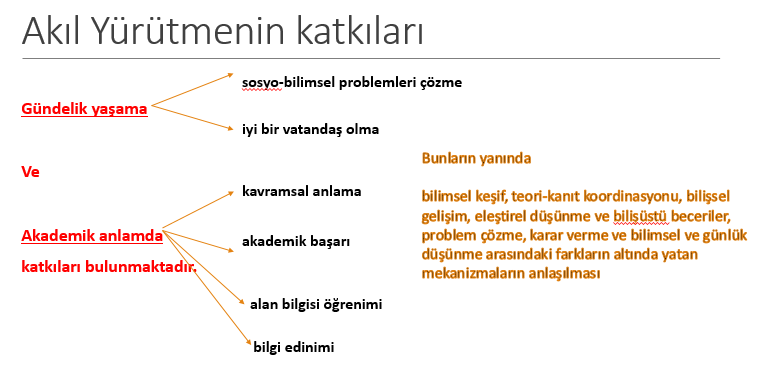 Akıl Yürütmenin katkıları
Gündelik yaşama
sosyo-bilimsel problemleri çözme
iyi bir vatandaş olma
Ve
Akademik anlamda
katkıları bulunmaktadır.
kavramsal anlama
akademik başarı
alan bilgisi öğrenimi
bilgi edinimi
Bunların yanında
bilimsel keşif, teori-kanıt koordinasyonu, bilişsel
gelişim, eleştirel düşünme ve bilişüstü beceriler,
problem çözme, karar verme ve bilimsel ve günlük
düşünme arasındaki farkların altında yatan
mekanizmaların anlaşılması